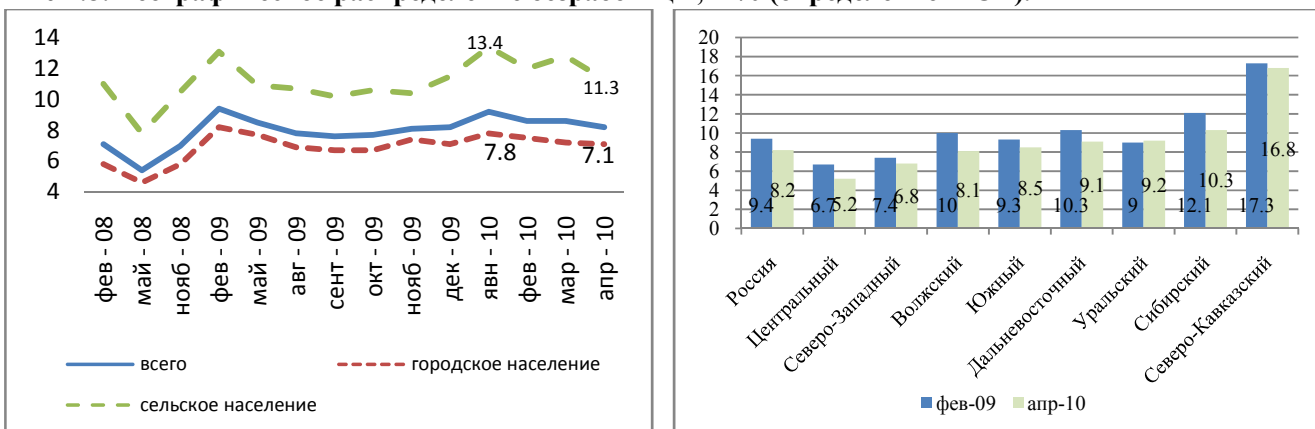 14
12
10
8
6
4
13.4
11.3
7.8
7.1
фев - 08
май - 08
нояб - 08
фев - 09
май - 09
авг - 09
сент - 09
окт - 09
нояб - 09
дек - 09
янв - 10
фев - 10
мар - 10
апр - 10
всего
городское население
сельское население
20
18
16
14
12
10
8
6
4
2
0
9.4
8.2
6.7
5.2
7.4
6.8
10
8.1
9.3
8.5
10.3
9.1
9
9.2
12.1
10.3
17.3
16.8
Россия
Центральный
Северо-Западный
Волжский
Южный
Дальневосточный
Уральский
Сибирский
Северо-Кавказский
фев-09
апр-10